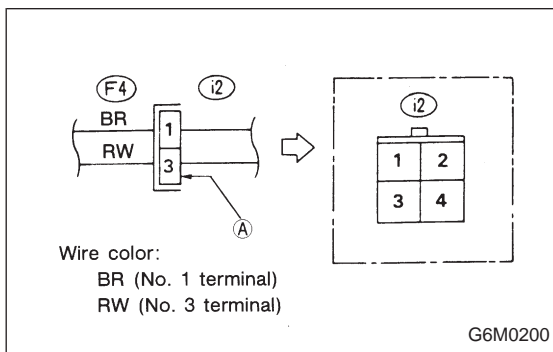 F4 i2
BR 1
RW 3
A
i2
1 2
3 4
Wire color:
BR (No. 1 terminal)
RW (No. 3 terminal)
G6M0200